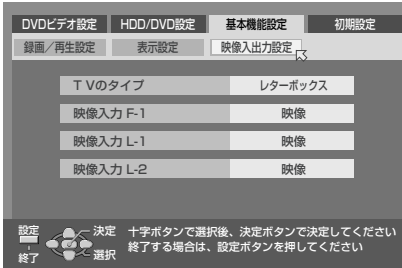 DVDビデオ設定 HDD/DVD設定 基本機能設定 初期設定
録画／再生設定 表示設定 映像入出力設定
TVのタイプ レターボックス
映像入力 F-1 映像
映像入力 L-1 映像
映像入力 L-2 映像
設定 決定 十字ボタンで選択後、決定ボタンで決定してください
終了 選択 終了する場合は、設定ボタンを押してください